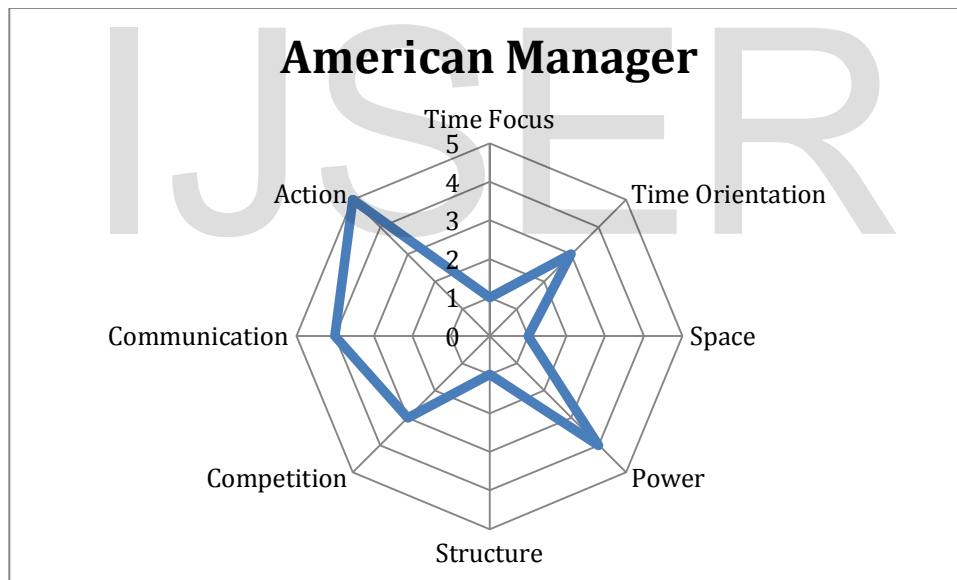 IJSER
American Manager
Time Focus
5
Action
4
Time Orientation
3
2
1
Communication
0
Space
Competition
Power
Structure